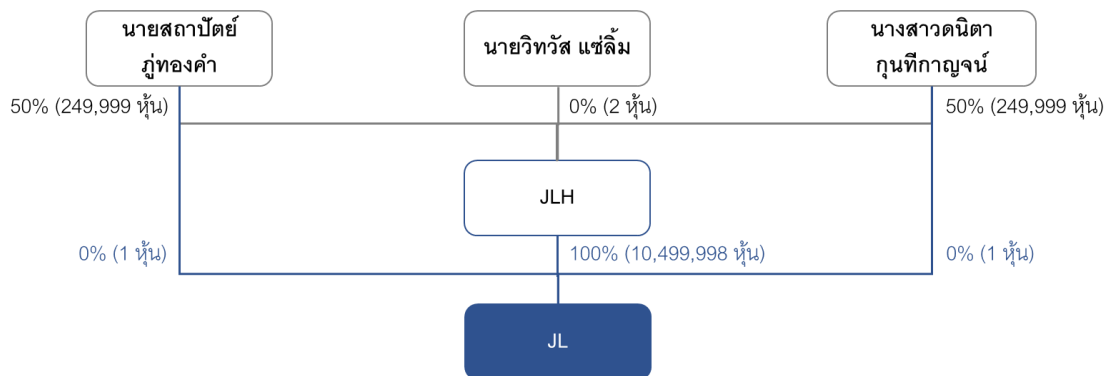 นายสถาปัตย์
ภู่ทองคำ
นายวิทวัส แซ่ลิ้ม
นางสาวดนิตา
กุนทีกาญจน์
50% (249,999 หุ้น)
0% (2 หุ้น)
50% (249,999 หุ้น)
JLH
0% (1 หุ้น)
100% (10,499,998 หุ้น)
0% (1 หุ้น)
JL